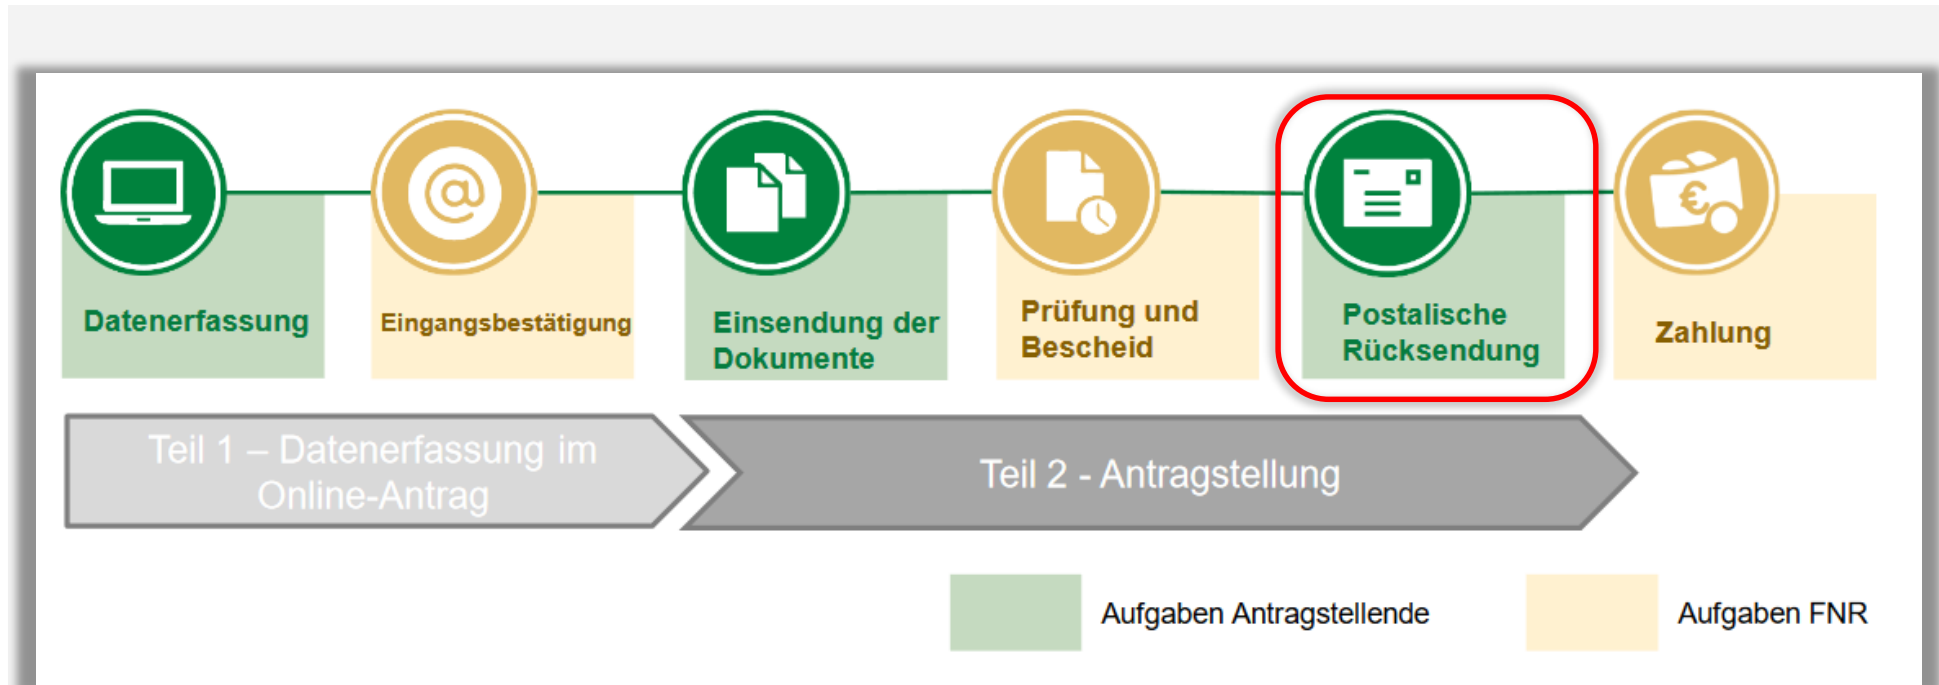 Datenerfassung
Eingangsbestätigung
Einsendung der
Dokumente
Prüfung und
Bescheid
Postalische
Rücksendung
Zahlung
Teil 1 – Datenerfassung im
Online-Antrag
Teil 2 - Antragstellung
Aufgaben Antragstellende
Aufgaben FNR